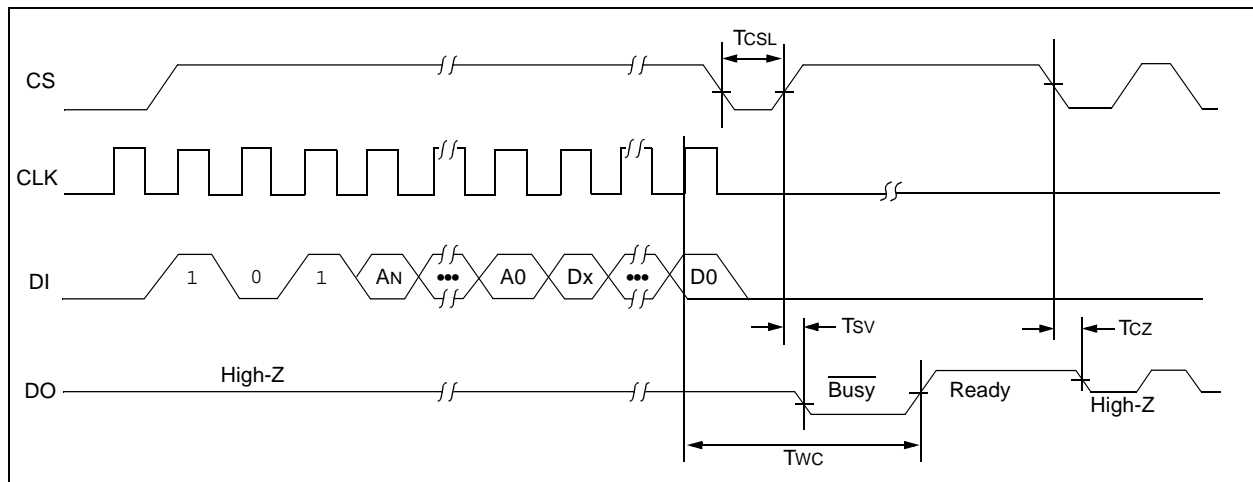 TCSL
CS
CLK
DI 1 0 1 AN ••• A0 Dx ••• D0
TSV TCZ
DO High-Z Busy Ready High-Z
TWC